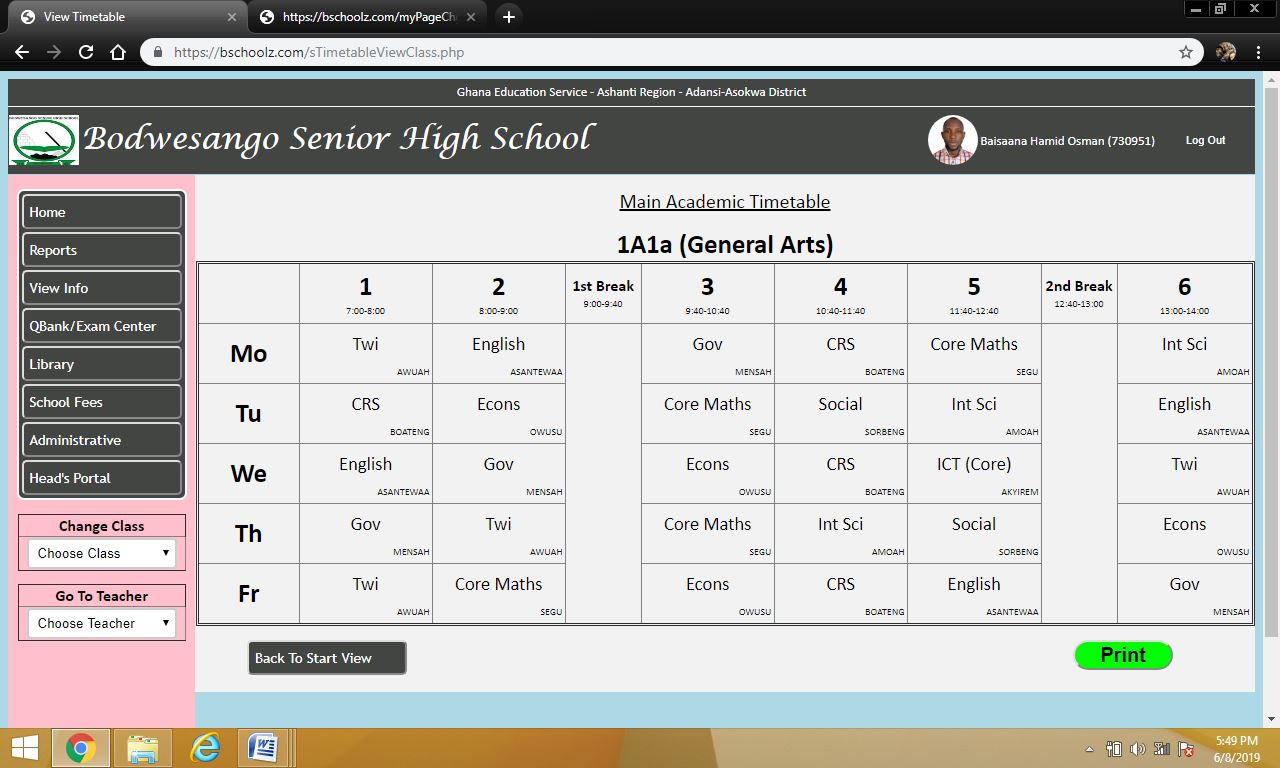 View Timetable
https://bschoolz.com/myPageCh
https://bschoolz.com/sTimetableViewClass.php
Ghana Education Service - Ashanti Region - Adansi-Asokwa District
Bodwesango Senior High School
Baisaana Hamid Osman (730951)
Log Out
Home
Reports
View Info
QBank/Exam Center
Library
School Fees
Administrative
Head's Portal
Change Class
Choose Class
Go To Teacher
Choose Teacher
Main Academic Timetable
1A1a (General Arts)
1 2 1st Break 3 4 5 2nd Break 6
7:00-8:00 8:00-9:00 9:00-9:40 9:40-10:40 10:40-11:40 11:40-12:40 12:40-13:00 13:00-14:00
Mo Twi English Gov CRS Core Maths Int Sci
AWUAH ASANTEWAA MENSAH BOATENG SEGU AMOAH
Tu CRS Econs Core Maths Social Int Sci English
BOATENG OWUSU SEGU SORBENG AMOAH ASANTEWAA
We English Gov Econs CRS ICT (Core) Twi
ASANTEWAA MENSAH OWUSU BOATENG AKYIREM AWUAH
Th Gov Twi Core Maths Int Sci Social Econs
MENSAH AWUAH SEGU AMOAH SORBENG OWUSU
Fr Twi Core Maths Econs CRS English Gov
AWUAH SEGU OWUSU BOATENG ASANTEWAA MENSAH
Back To Start View
Print
5:49 PM
6/8/2019